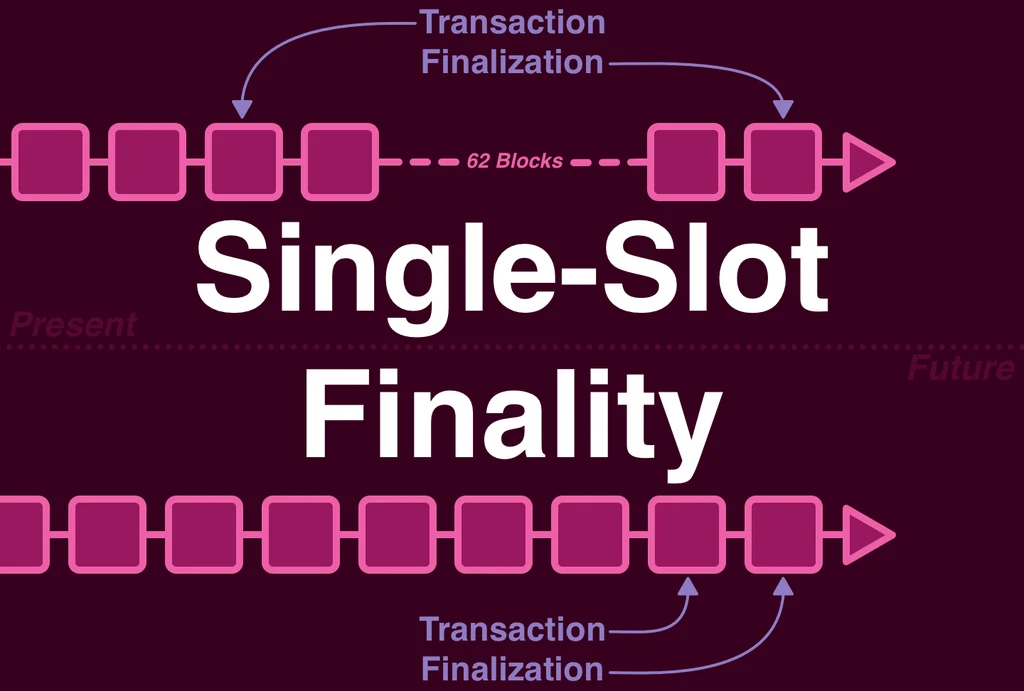 Transaction
Finalization
62 Blocks
Single-Slot
Present
Future
Finality
Transaction
Finalization